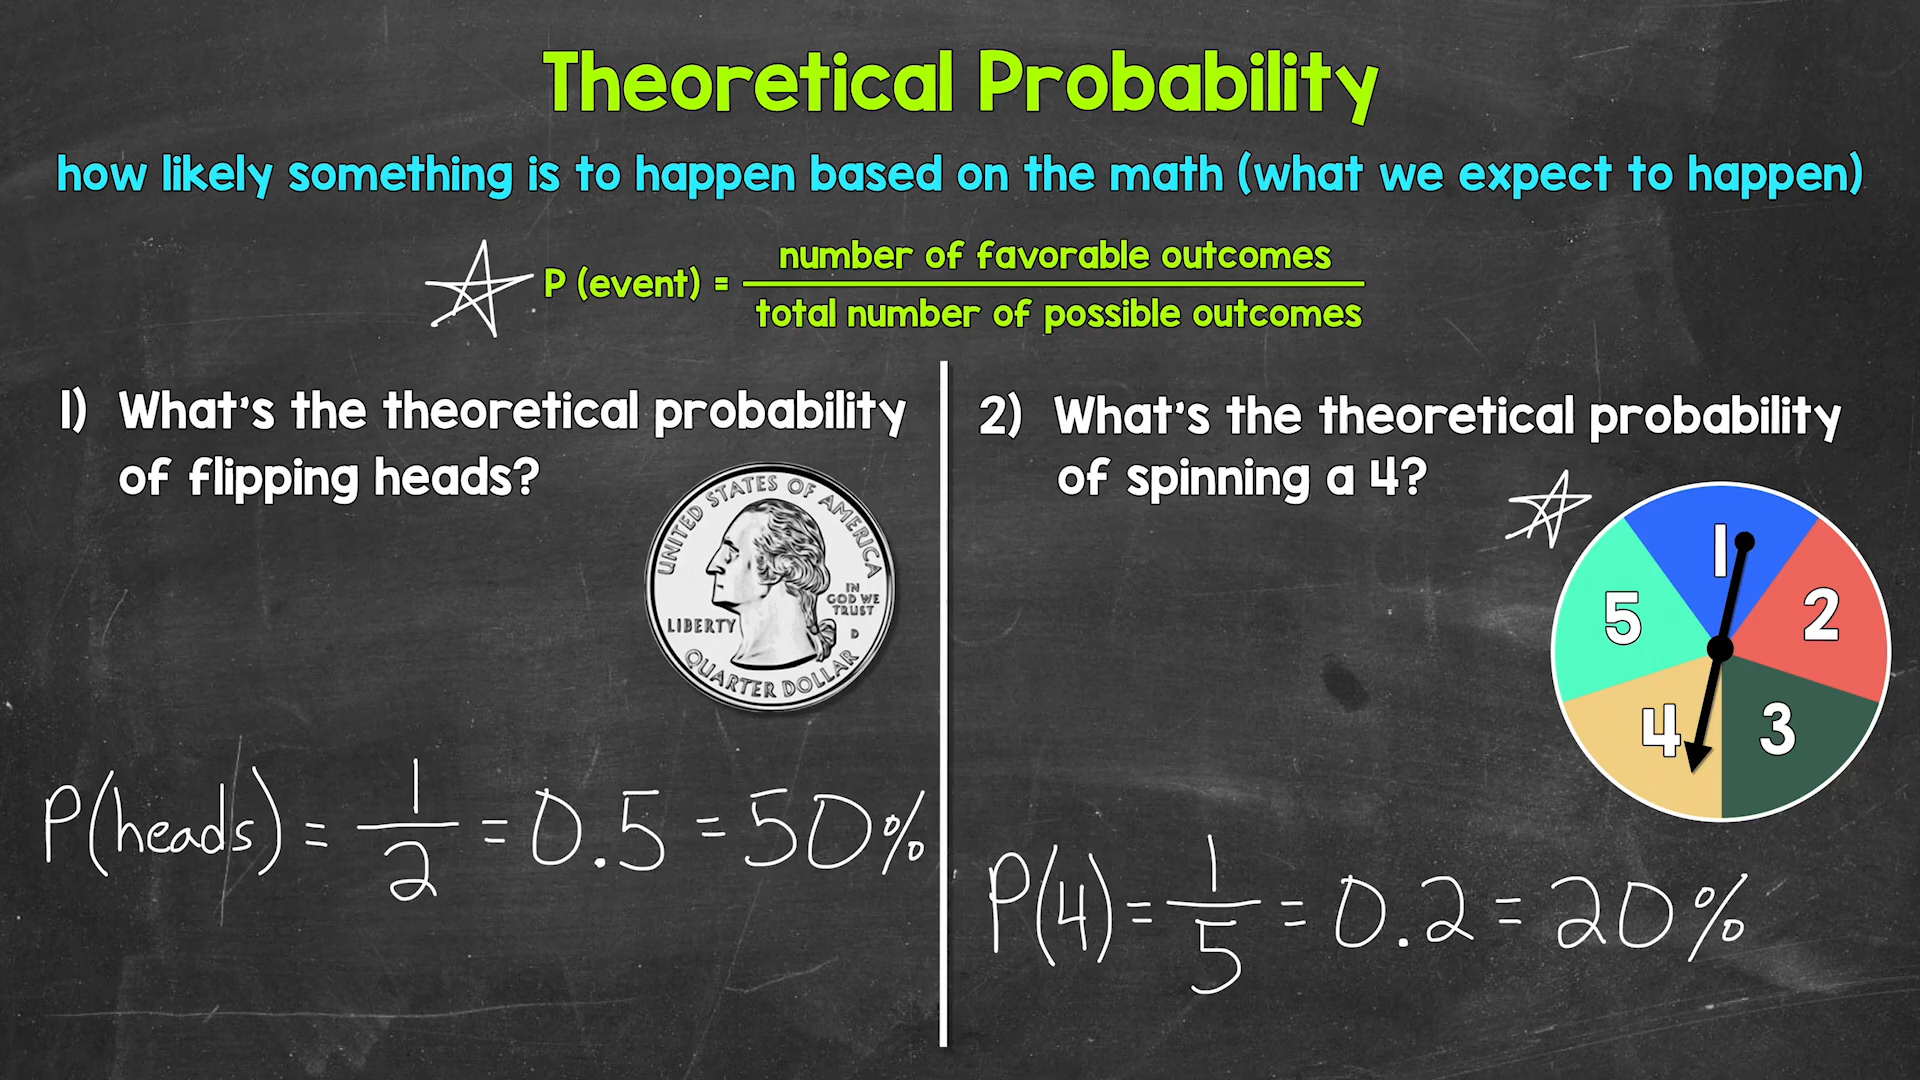 Theoretical Probability
how likely something is to happen based on the math (what we expect to happen)
P (event) = number of favorable outcomes
total number of possible outcomes
1) What's the theoretical probability
of flipping heads?
UNITED STATES OF AMERICA
IN
GOD WE
TRUST
LIBERTY
D
QUARTER DOLLAR
P(heads) = 1/2 = 0.5 = 50%
2) What's the theoretical probability
of spinning a 4?
1
5
2
4
3
P(4) = 1/5 = 0.2 = 20%